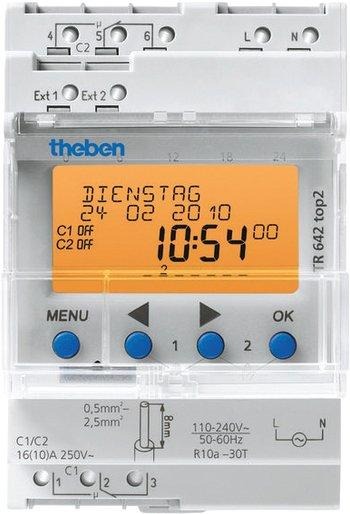 4 5 6 L N
C2
Ext 1 Ext 2
theben
0 6 12 18 24
DIENSTAG
24 02 2010
C1 OFF
C2 OFF
10:54 00
2
TR 642 top2
MENU OK
1 2
0,5mm²–
2,5mm²
8mm
110-240V~
50-60Hz
R10a –30T
L N
C1/C2
16(10)A 250V~
C1
1 2 3